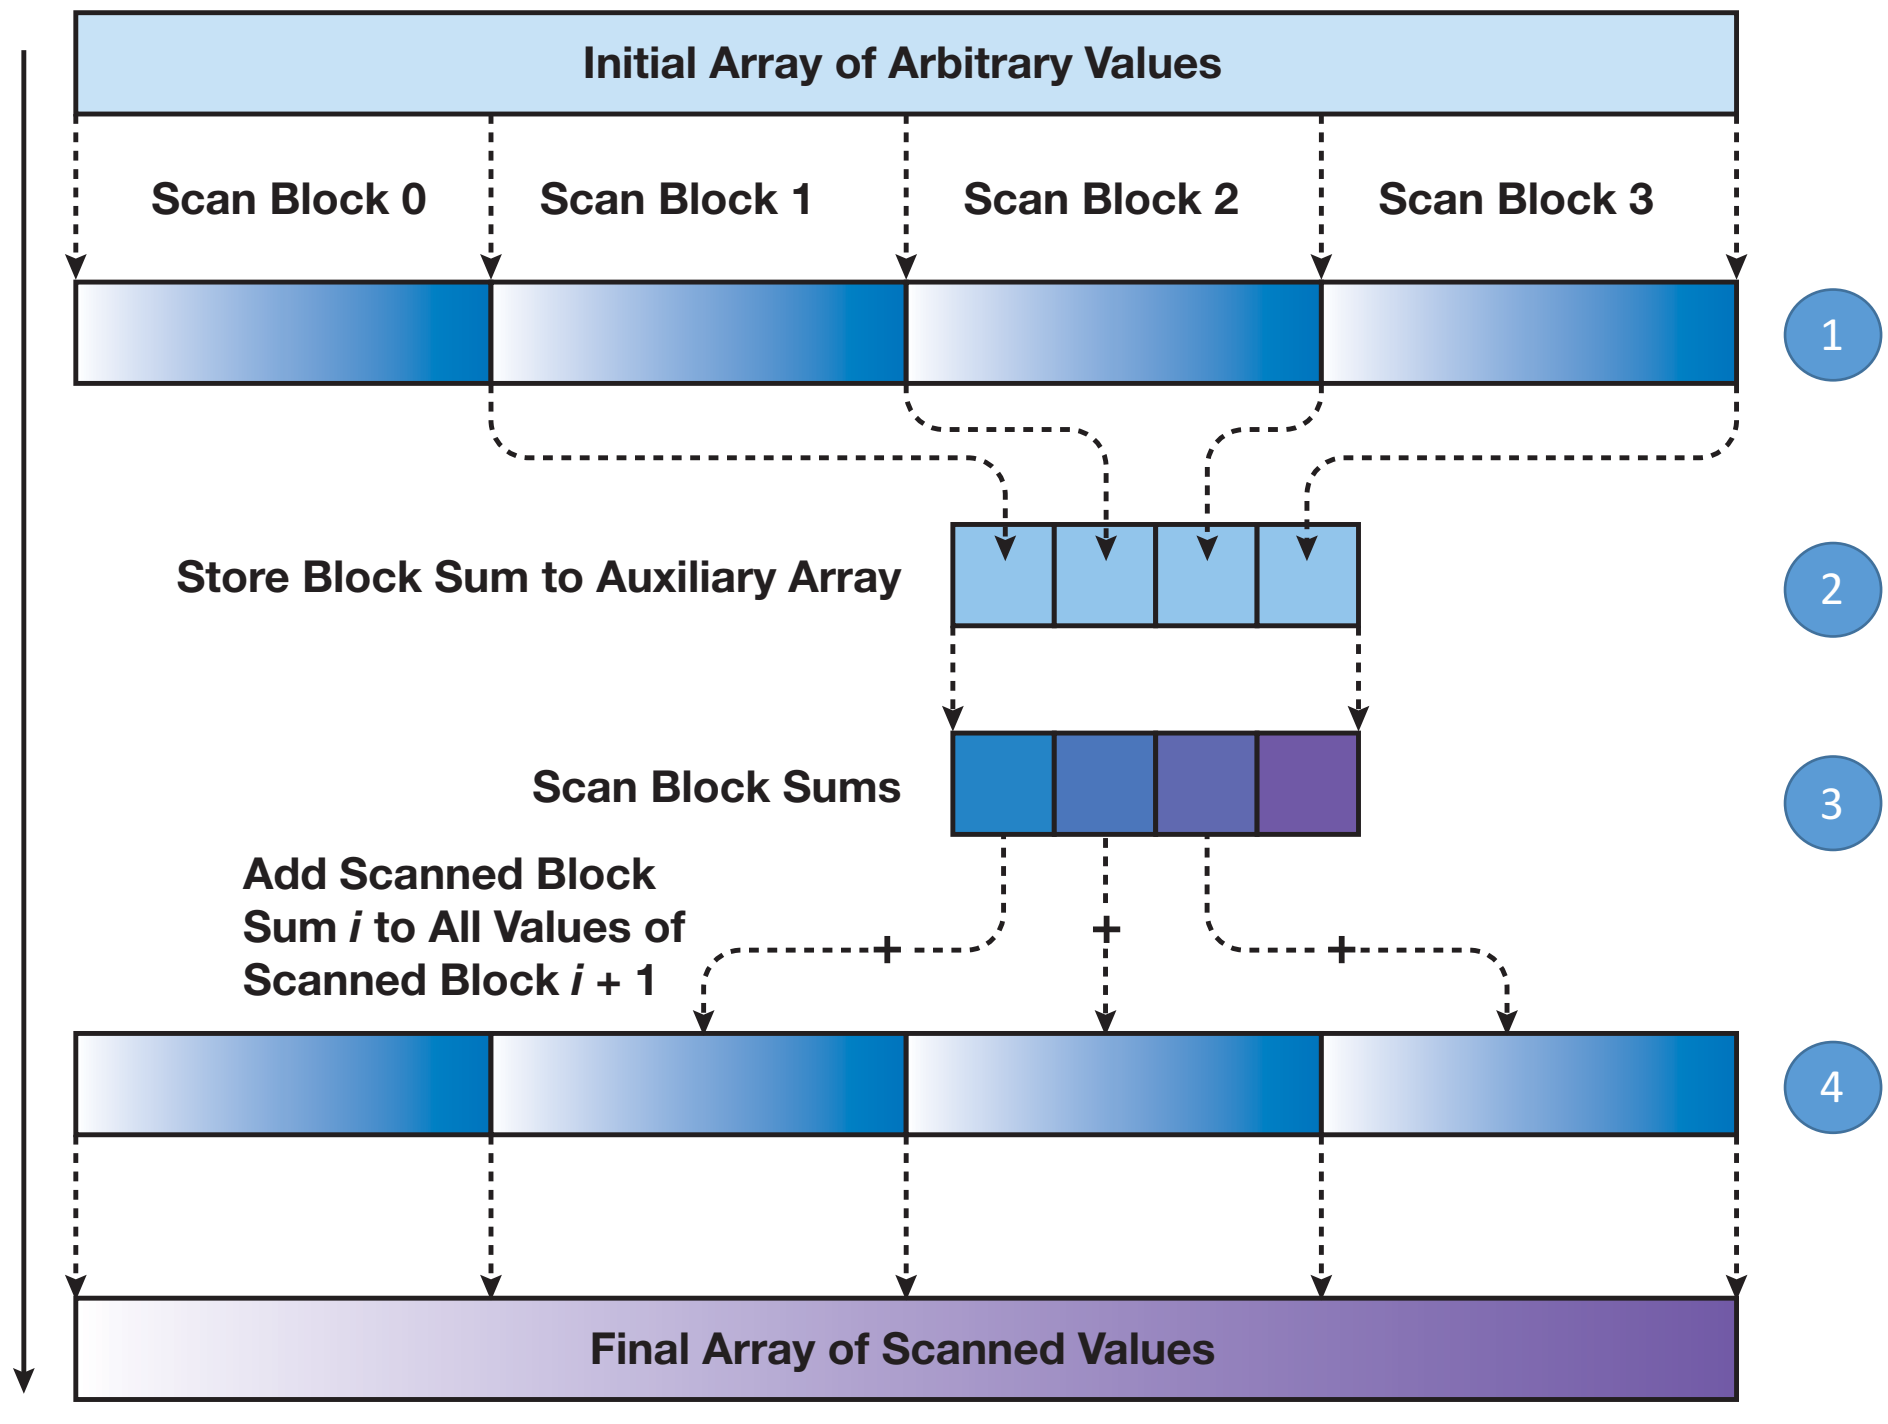 Initial Array of Arbitrary Values
Scan Block 0
Scan Block 1
Scan Block 2
Scan Block 3
1
Store Block Sum to Auxiliary Array
2
Scan Block Sums
3
Add Scanned Block
Sum i to All Values of
Scanned Block i + 1
+
+
+
4
Final Array of Scanned Values